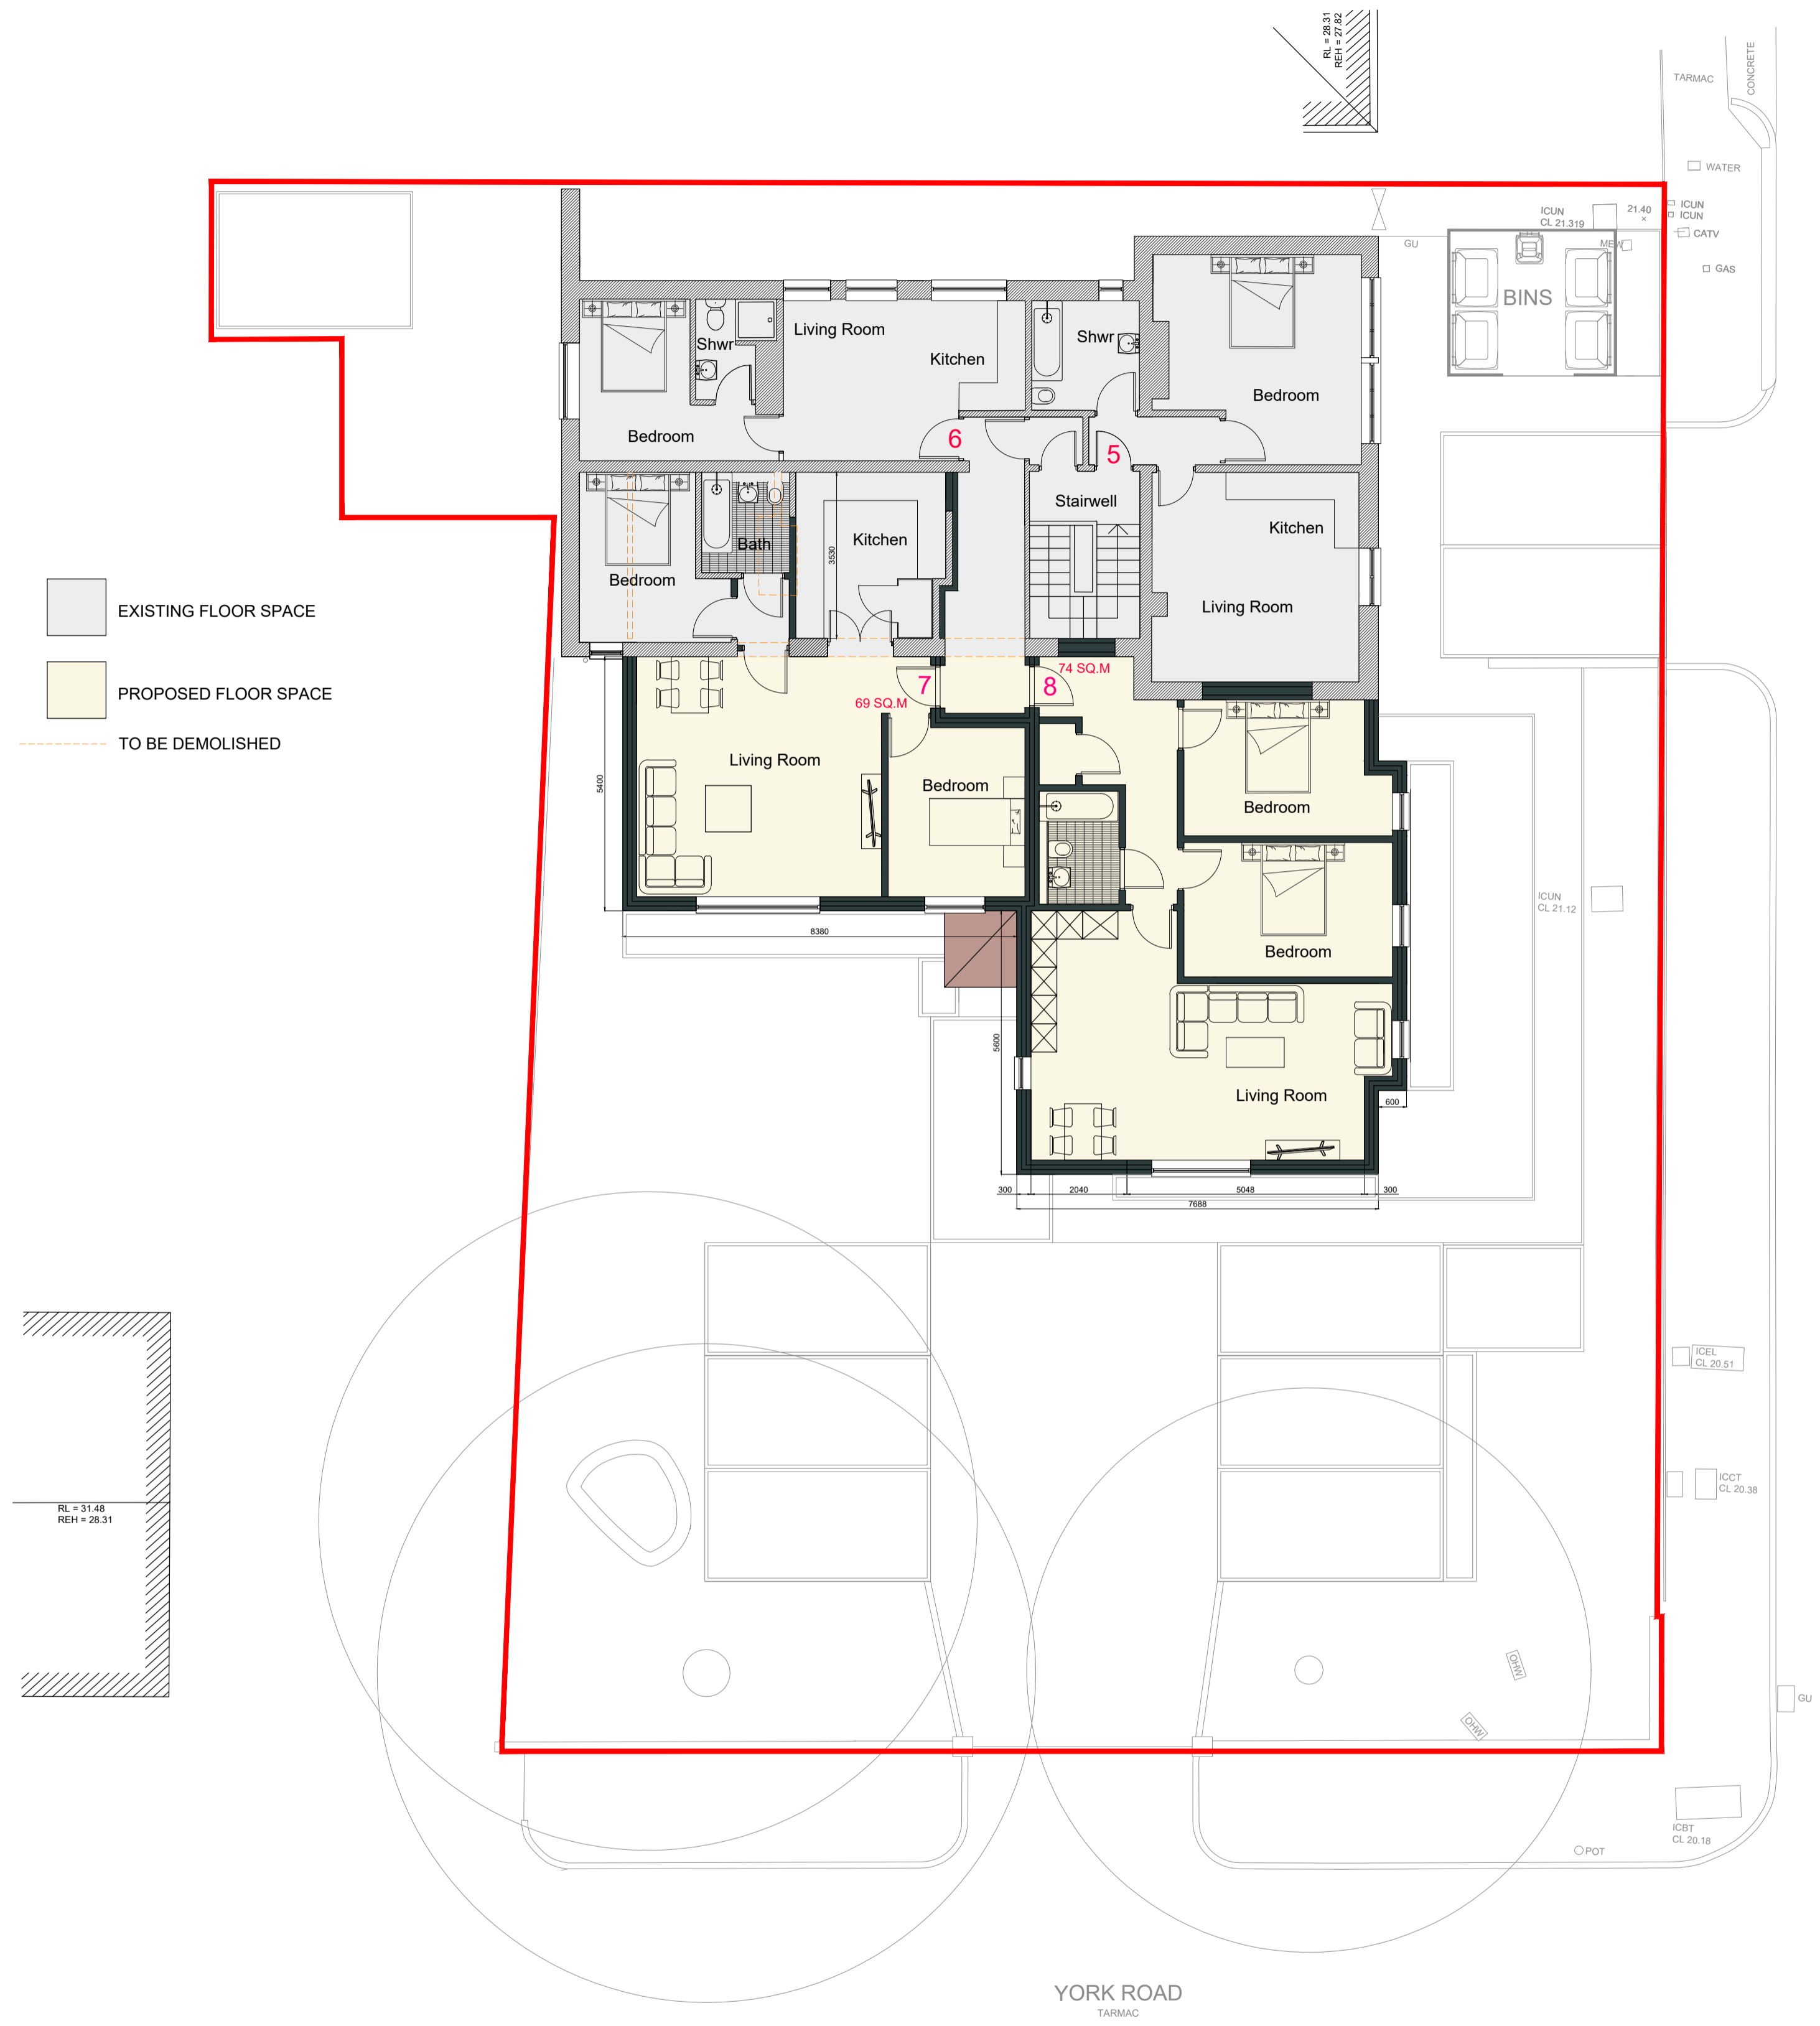 RL = 28.31
REH = 27.82
TARMAC
CONCRETE
WATER
ICUN
CL 21.319
21.40
×
ICUN
ICUN
CATV
GU
MEW
GAS
BINS
Living Room
Shwr
Kitchen
Shwr
Bedroom
Bedroom
6
5
Stairwell
Kitchen
Kitchen
Bath
3530
Bedroom
Living Room
EXISTING FLOOR SPACE
PROPOSED FLOOR SPACE
TO BE DEMOLISHED
74 SQ.M
7
8
69 SQ.M
Living Room
Bedroom
5400
Bedroom
8380
Bedroom
ICUN
CL 21.12
5600
Living Room
600
300
2040
5048
300
7688
ICEL
CL 20.51
ICCT
CL 20.38
RL = 31.48
REH = 28.31
OHW
OHW
GU
ICBT
CL 20.18
POT
YORK ROAD
TARMAC